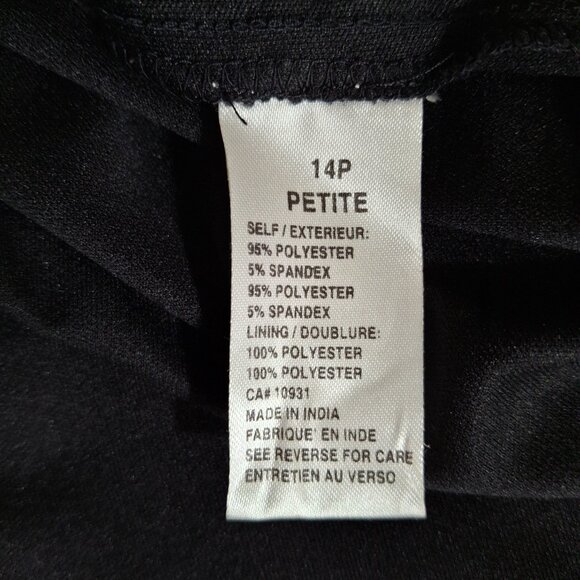 14P
PETITE
SELF / EXTERIEUR:
95% POLYESTER
5% SPANDEX
95% POLYESTER
5% SPANDEX
LINING / DOUBLURE:
100% POLYESTER
100% POLYESTER
CA# 10931
MADE IN INDIA
FABRIQUE' EN INDE
SEE REVERSE FOR CARE
ENTRETIEN AU VERSO